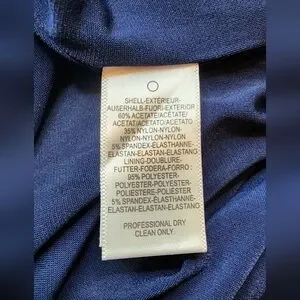 SHELL-EXTÉRIEUR-
AUßERHALB-FUORI-EXTERIOR
60% ACETATE/ACÉTATE/
ACETAT/ACETATO/ACETATO
35% NYLON-NYLON-
NYLON-NYLON-NYLON
5% SPANDEX-ELASTHANNE-
ELASTAN-ELASTAN-ELASTANO
LINING-DOUBLURE-
FUTTER-FODERA-FORRO :
95% POLYESTER-
POLYESTER-POLYESTER-
POLIESTERE-POLIÉSTER
5% SPANDEX-ELASTHANNE-
ELASTAN-ELASTAN-ELASTANO
PROFESSIONAL DRY
CLEAN ONLY.